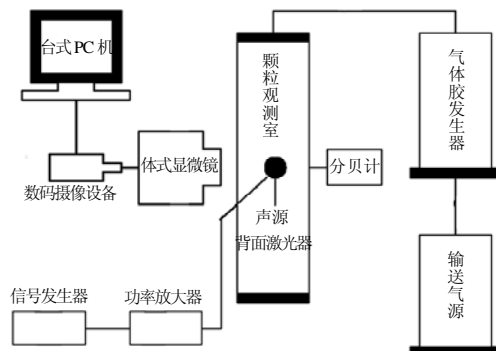 台式PC机
颗粒观测室
气体胶发生器
体式显微镜
分贝计
数码摄像设备
声源
背面激光器
输送气源
信号发生器
功率放大器